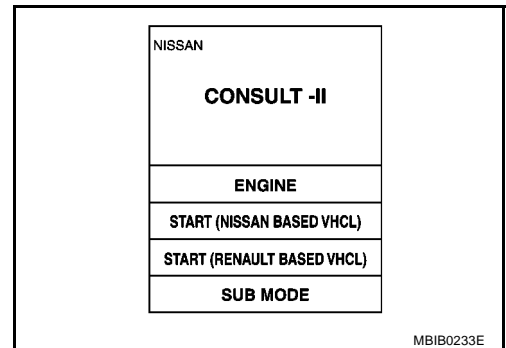 NISSAN
CONSULT -II
ENGINE
START (NISSAN BASED VHCL)
START (RENAULT BASED VHCL)
SUB MODE
MBIB0233E